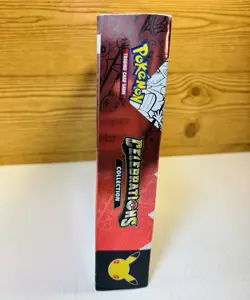 POKÉMON
TRADING CARD GAME
CELEBRATIONS
COLLECTION